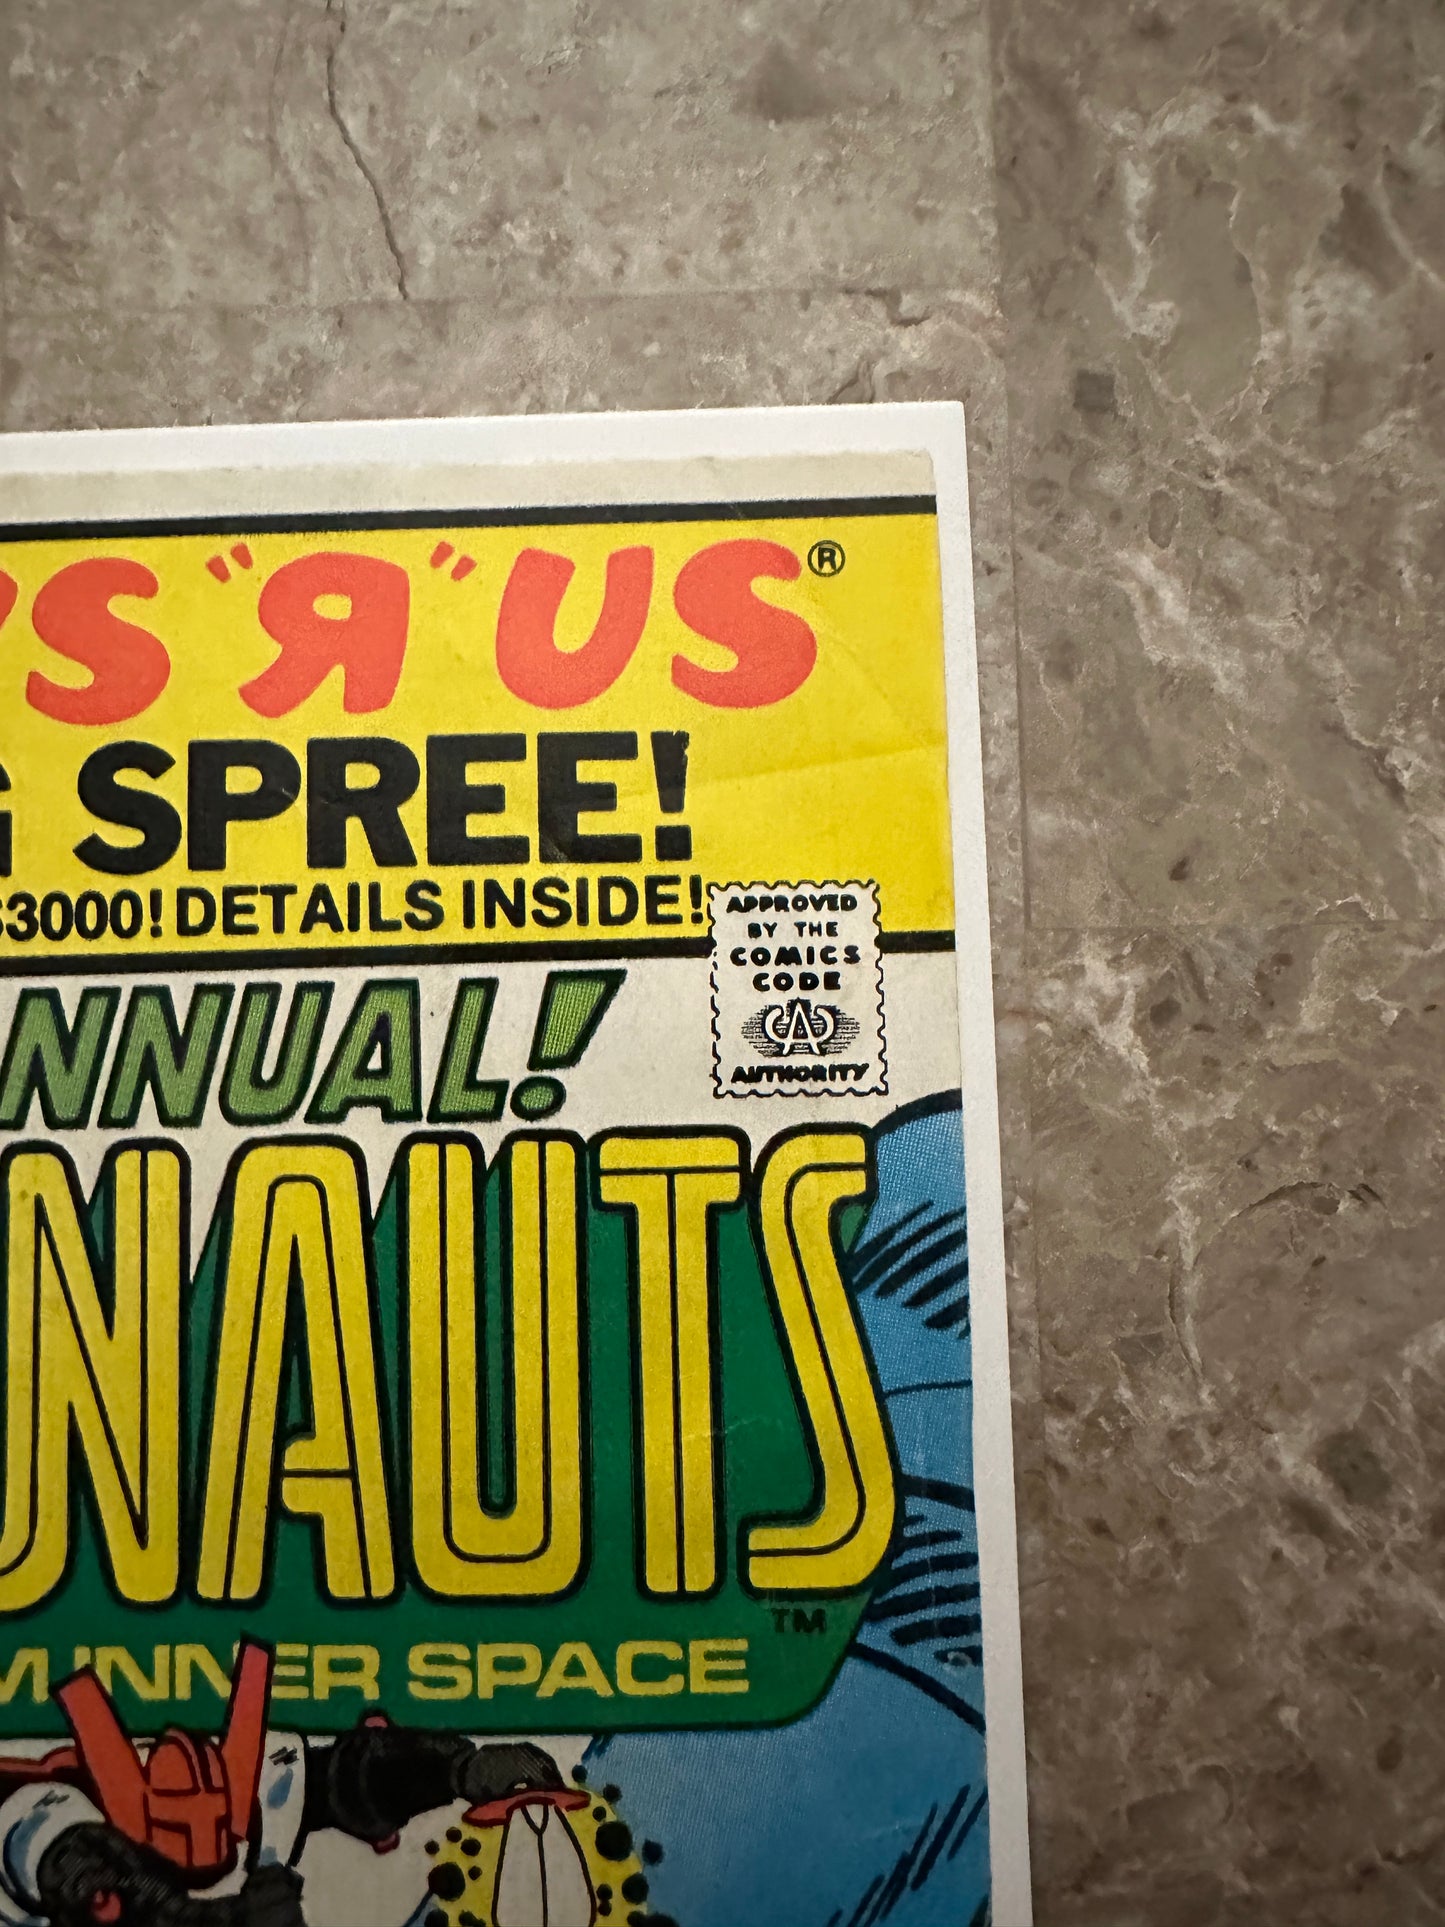 "R" US®
SPREE!
$3000! DETAILS INSIDE!
APPROVED
BY THE
COMICS
CODE
A
AUTHORITY
NNUAL!
NAUTS
TM
INNER SPACE